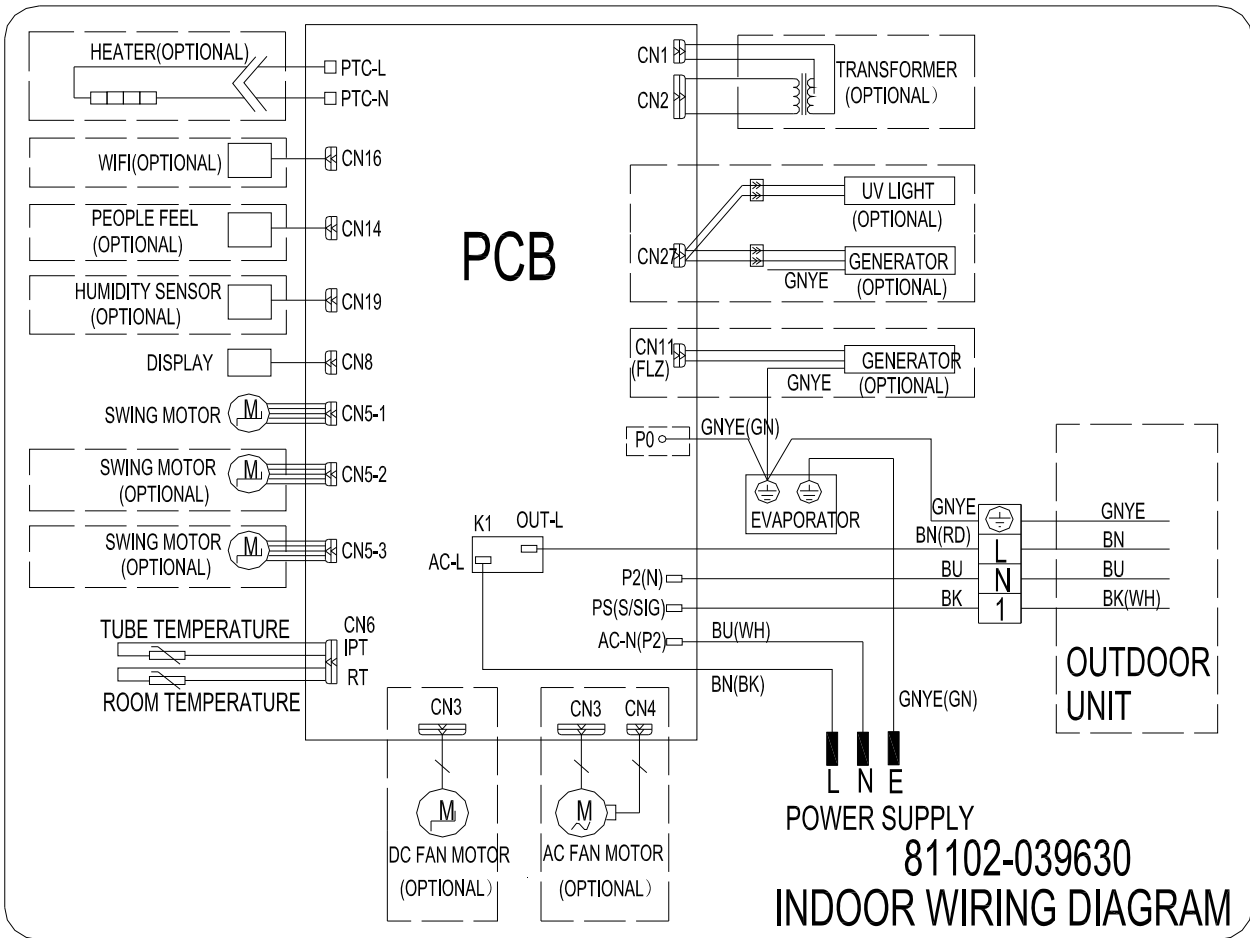 HEATER(OPTIONAL)
PTC-L
PTC-N
WIFI(OPTIONAL)
CN16
PEOPLE FEEL
(OPTIONAL)
CN14
HUMIDITY SENSOR
(OPTIONAL)
CN19
DISPLAY
CN8
SWING MOTOR
M
CN5-1
SWING MOTOR
(OPTIONAL)
M
CN5-2
SWING MOTOR
(OPTIONAL)
M
CN5-3
TUBE TEMPERATURE
CN6
IPT
RT
ROOM TEMPERATURE
PCB
CN1
CN2
TRANSFORMER
(OPTIONAL)
CN27
UV LIGHT
(OPTIONAL)
GENERATOR
(OPTIONAL)
GNYE
CN11
(FLZ)
GENERATOR
(OPTIONAL)
GNYE
P0
GNYE(GN)
EVAPORATOR
K1
OUT-L
AC-L
P2(N)
PS(S/SIG)
AC-N(P2)
BU(WH)
BN(BK)
GNYE(GN)
GNYE
BN(RD)
BU
BK
L
N
1
GNYE
BN
BU
BK(WH)
OUTDOOR
UNIT
CN3
M
DC FAN MOTOR
(OPTIONAL)
CN3
CN4
M
AC FAN MOTOR
(OPTIONAL)
L N E
POWER SUPPLY
81102-039630
INDOOR WIRING DIAGRAM